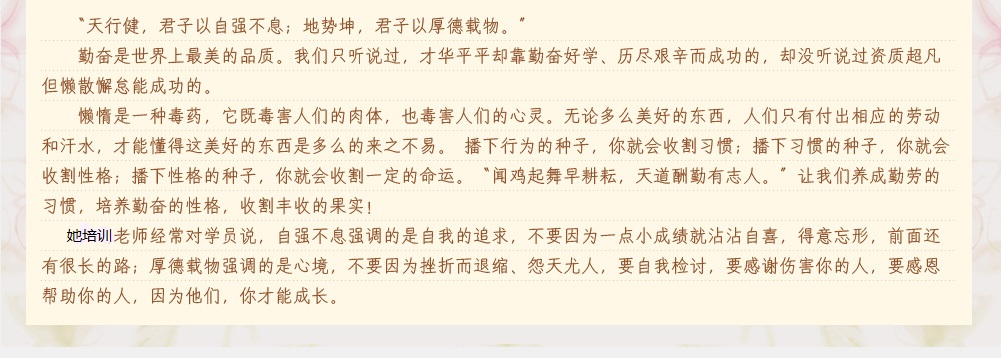 “天行健，君子以自强不息；地势坤，君子以厚德载物。”
勤奋是世界上最美的品质。我们只听说过，才华平平却靠勤奋好学、历尽艰辛而成功的，却没听说过资质超凡
但懒散懈怠能成功的。
懒惰是一种毒药，它既毒害人们的肉体，也毒害人们的心灵。无论多么美好的东西，人们只有付出相应的劳动
和汗水，才能懂得这美好的东西是多么的来之不易。 播下行为的种子，你就会收割习惯；播下习惯的种子，你就会
收割性格；播下性格的种子，你就会收割一定的命运。“闻鸡起舞早耕耘，天道酬勤有志人。”让我们养成勤劳的
习惯，培养勤奋的性格，收割丰收的果实！
她培训老师经常对学员说，自强不息强调的是自我的追求，不要因为一点小成绩就沾沾自喜，得意忘形，前面还
有很长的路；厚德载物强调的是心境，不要因为挫折而退缩、怨天尤人，要自我检讨，要感谢伤害你的人，要感恩
帮助你的人，因为他们，你才能成长。